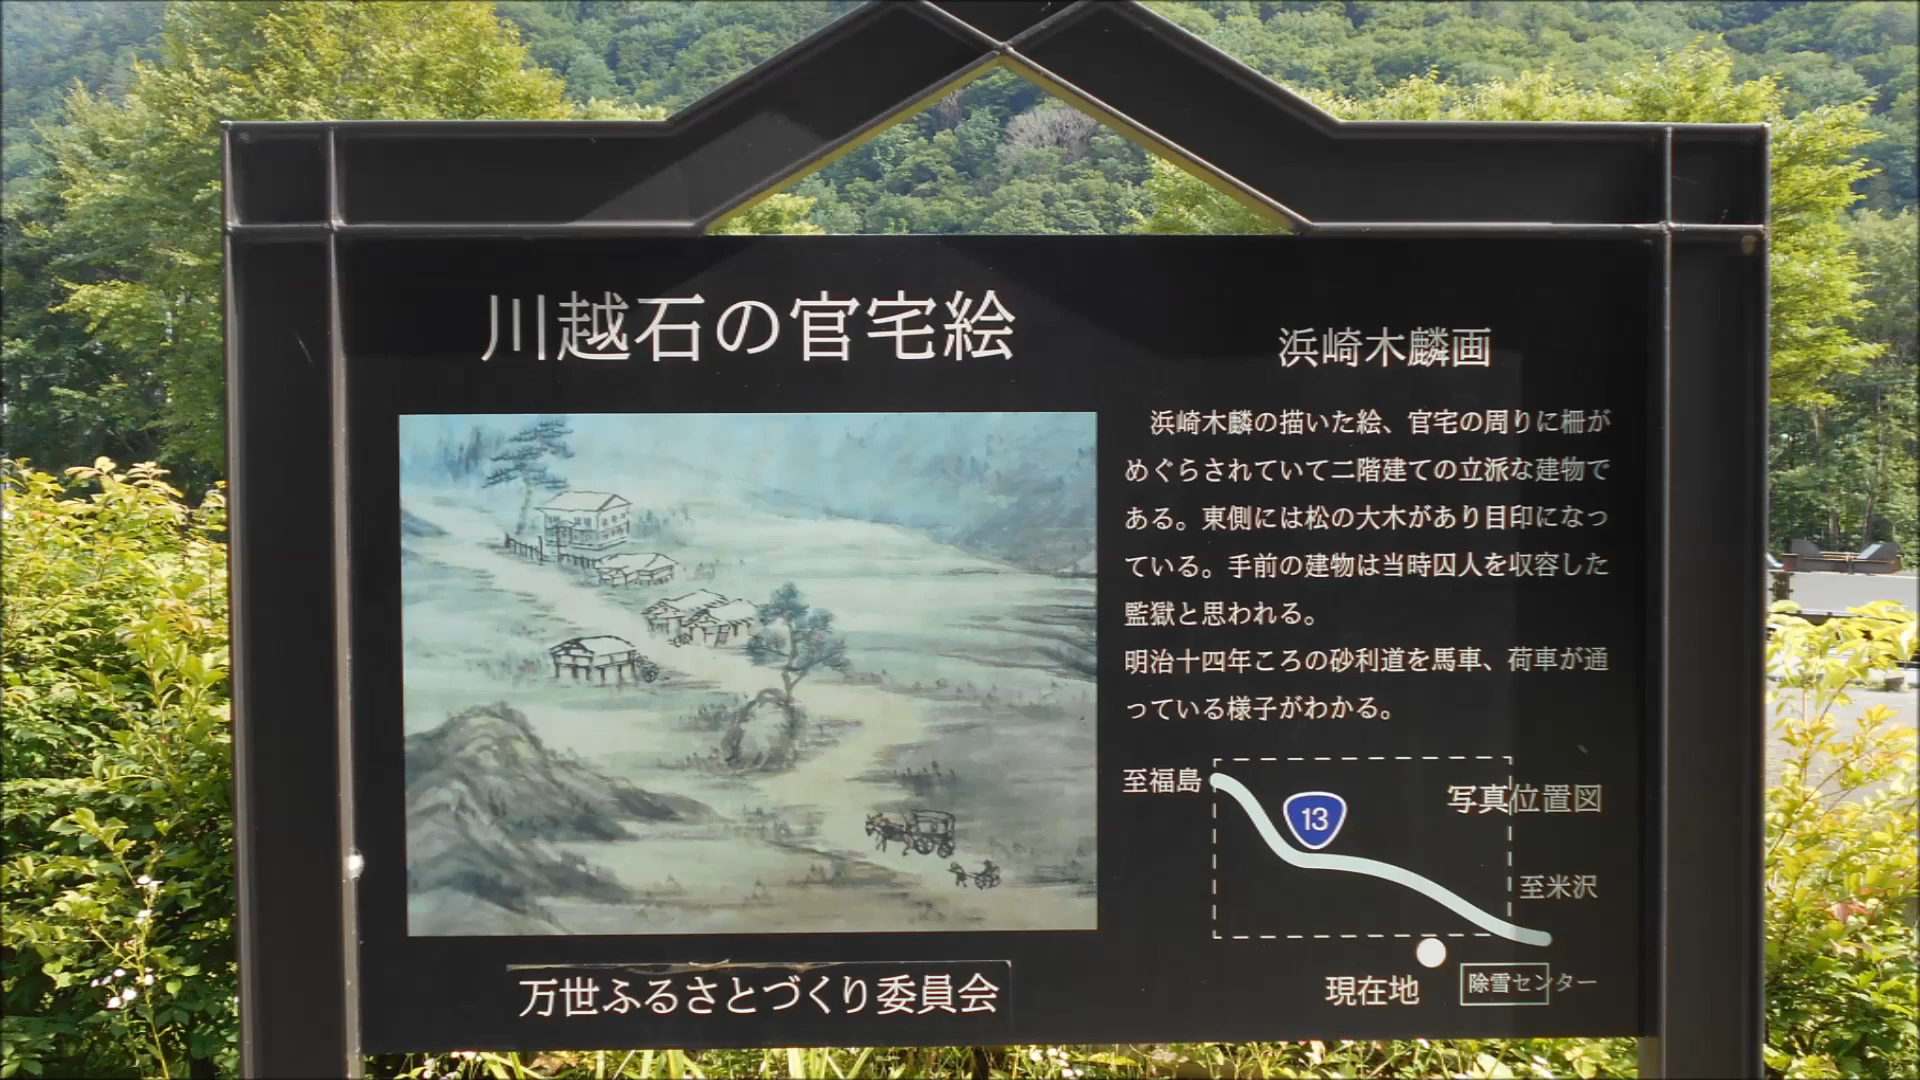 川越石の官宅絵
浜崎木麟画
浜崎木麟の描いた絵、官宅の周りに柵が
めぐらされていて二階建ての立派な建物で
ある。東側には松の大木があり目印になっ
ている。手前の建物は当時囚人を収容した
監獄と思われる。
明治十四年ころの砂利道を馬車、荷車が通
っている様子がわかる。
至福島
13
写真位置図
至米沢
現在地
除雪センター
万世ふるさとづくり委員会